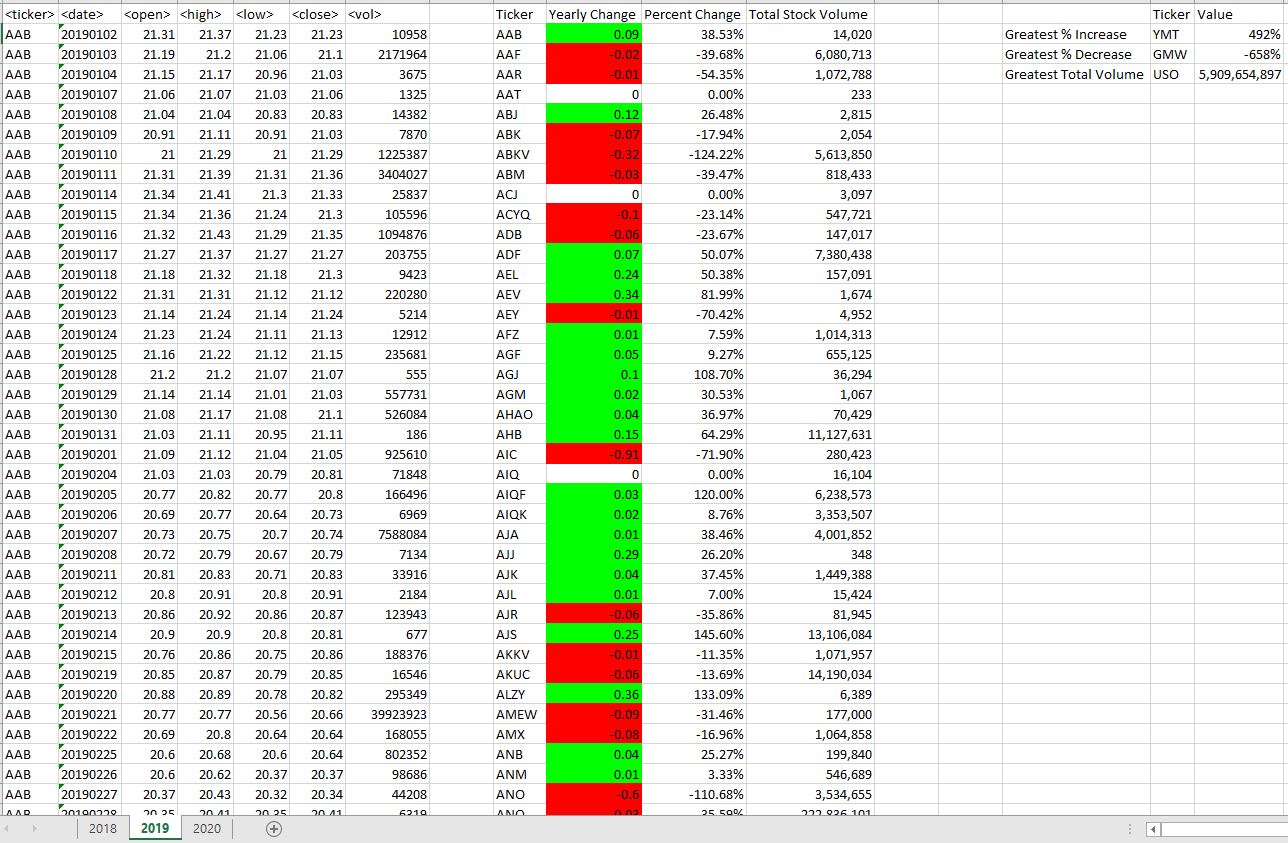 <ticker> <date> <open> <high> <low> <close> <vol> Ticker Yearly Change Percent Change Total Stock Volume Ticker Value
AAB 20190102 21.31 21.37 21.23 21.23 10958 AAB 0.09 38.53% 14,020 Greatest % Increase YMT 492%
AAB 20190103 21.19 21.2 21.06 21.1 2171964 AAF -0.02 -39.68% 6,080,713 Greatest % Decrease GMW -658%
AAB 20190104 21.15 21.17 20.96 21.03 3675 AAR -0.01 -54.35% 1,072,788 Greatest Total Volume USO 5,909,654,897
AAB 20190107 21.06 21.07 21.03 21.06 1325 AAT 0 0.00% 233
AAB 20190108 21.04 21.04 20.83 20.83 14382 ABJ 0.12 26.48% 2,815
AAB 20190109 20.91 21.11 20.91 21.03 7870 ABK -0.07 -17.94% 2,054
AAB 20190110 21 21.29 21 21.29 1225387 ABKV -0.32 -124.22% 5,613,850
AAB 20190111 21.31 21.39 21.31 21.36 3404027 ABM -0.03 -39.47% 818,433
AAB 20190114 21.34 21.41 21.3 21.33 25837 ACJ 0 0.00% 3,097
AAB 20190115 21.34 21.36 21.24 21.3 105596 ACYQ -0.1 -23.14% 547,721
AAB 20190116 21.32 21.43 21.29 21.35 1094876 ADB -0.06 -23.67% 147,017
AAB 20190117 21.27 21.37 21.27 21.27 203755 ADF 0.07 50.07% 7,380,438
AAB 20190118 21.18 21.32 21.18 21.3 9423 AEL 0.24 50.38% 157,091
AAB 20190122 21.31 21.31 21.12 21.12 220280 AEV 0.34 81.99% 1,674
AAB 20190123 21.14 21.24 21.14 21.24 5214 AEY -0.01 -70.42% 4,952
AAB 20190124 21.23 21.24 21.11 21.13 12912 AFZ 0.01 7.59% 1,014,313
AAB 20190125 21.16 21.22 21.12 21.15 235681 AGF 0.05 9.27% 655,125
AAB 20190128 21.2 21.2 21.07 21.07 555 AGJ 0.1 108.70% 36,294
AAB 20190129 21.14 21.14 21.01 21.03 557731 AGM 0.02 30.53% 1,067
AAB 20190130 21.08 21.17 21.08 21.1 526084 AHAO 0.04 36.97% 70,429
AAB 20190131 21.03 21.11 20.95 21.11 186 AHB 0.15 64.29% 11,127,631
AAB 20190201 21.09 21.12 21.04 21.05 925610 AIC -0.91 -71.90% 280,423
AAB 20190204 21.03 21.03 20.79 20.81 71848 AIQ 0 0.00% 16,104
AAB 20190205 20.77 20.82 20.77 20.8 166496 AIQF 0.03 120.00% 6,238,573
AAB 20190206 20.69 20.77 20.64 20.73 6969 AIQK 0.02 8.76% 3,353,507
AAB 20190207 20.73 20.75 20.7 20.74 7588084 AJA 0.01 38.46% 4,001,852
AAB 20190208 20.72 20.79 20.67 20.79 7134 AJJ 0.29 26.20% 348
AAB 20190211 20.81 20.83 20.71 20.83 33916 AJK 0.04 37.45% 1,449,388
AAB 20190212 20.8 20.91 20.8 20.91 2184 AJL 0.01 7.00% 15,424
AAB 20190213 20.86 20.92 20.86 20.87 123943 AJR -0.06 -35.86% 81,945
AAB 20190214 20.9 20.9 20.8 20.81 677 AJS 0.25 145.60% 13,106,084
AAB 20190215 20.76 20.86 20.75 20.86 188376 AKKV -0.01 -11.35% 1,071,957
AAB 20190219 20.85 20.87 20.79 20.85 16546 AKUC -0.06 -13.69% 14,190,034
AAB 20190220 20.88 20.89 20.78 20.82 295349 ALZY 0.36 133.09% 6,389
AAB 20190221 20.77 20.77 20.56 20.66 39923923 AMEW -0.09 -31.46% 177,000
AAB 20190222 20.69 20.8 20.64 20.64 168055 AMX -0.08 -16.96% 1,064,858
AAB 20190225 20.6 20.68 20.6 20.64 802352 ANB 0.04 25.27% 199,840
AAB 20190226 20.6 20.62 20.37 20.37 98686 ANM 0.01 3.33% 546,689
AAB 20190227 20.37 20.43 20.32 20.34 44208 ANO -0.6 -110.68% 3,534,655
AAB 20190228
2018 2019 2020